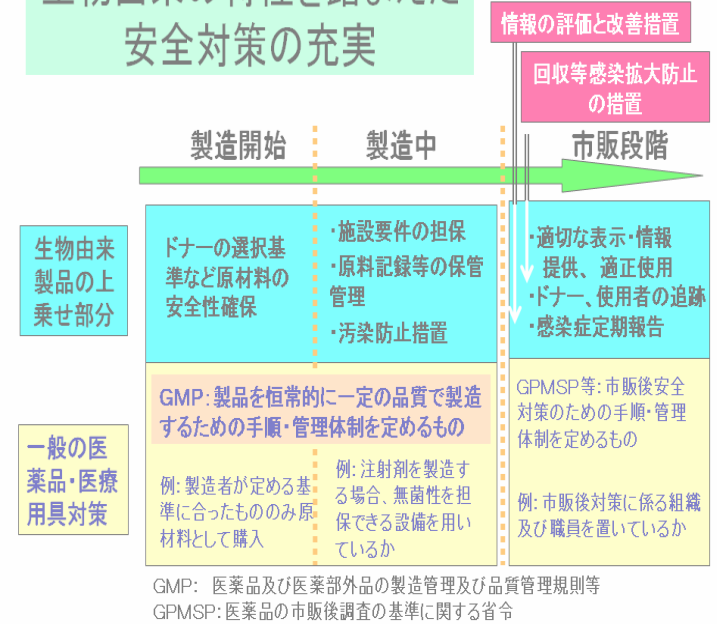 生物由来の特性を踏まえた
安全対策の充実
情報の評価と改善措置
回収等感染拡大防止
の措置
製造開始
製造中
市販段階
生物由来
製品の上
乗せ部分
ドナーの選択基
準など原材料の
安全性確保
・施設要件の担保
・原料記録等の保管
管理
・汚染防止措置
・適切な表示・情報
提供、適正使用
・ドナー、使用者の追跡
・感染症定期報告
一般の医
薬品・医療
用具対策
GMP:製品を恒常的に一定の品質で製造
するための手順・管理体制を定めるもの
例:製造者が定める基
準に合ったもののみ原
材料として購入
例:注射剤を製造す
る場合、無菌性を担
保できる設備を用い
ているか
GPMSP等:市販後安全
対策のための手順・管理
体制を定めるもの
例:市販後対策に係る組織
及び職員を置いているか
GMP: 医薬品及び医薬部外品の製造管理及び品質管理規則等
GPMSP:医薬品の市販後調査の基準に関する省令